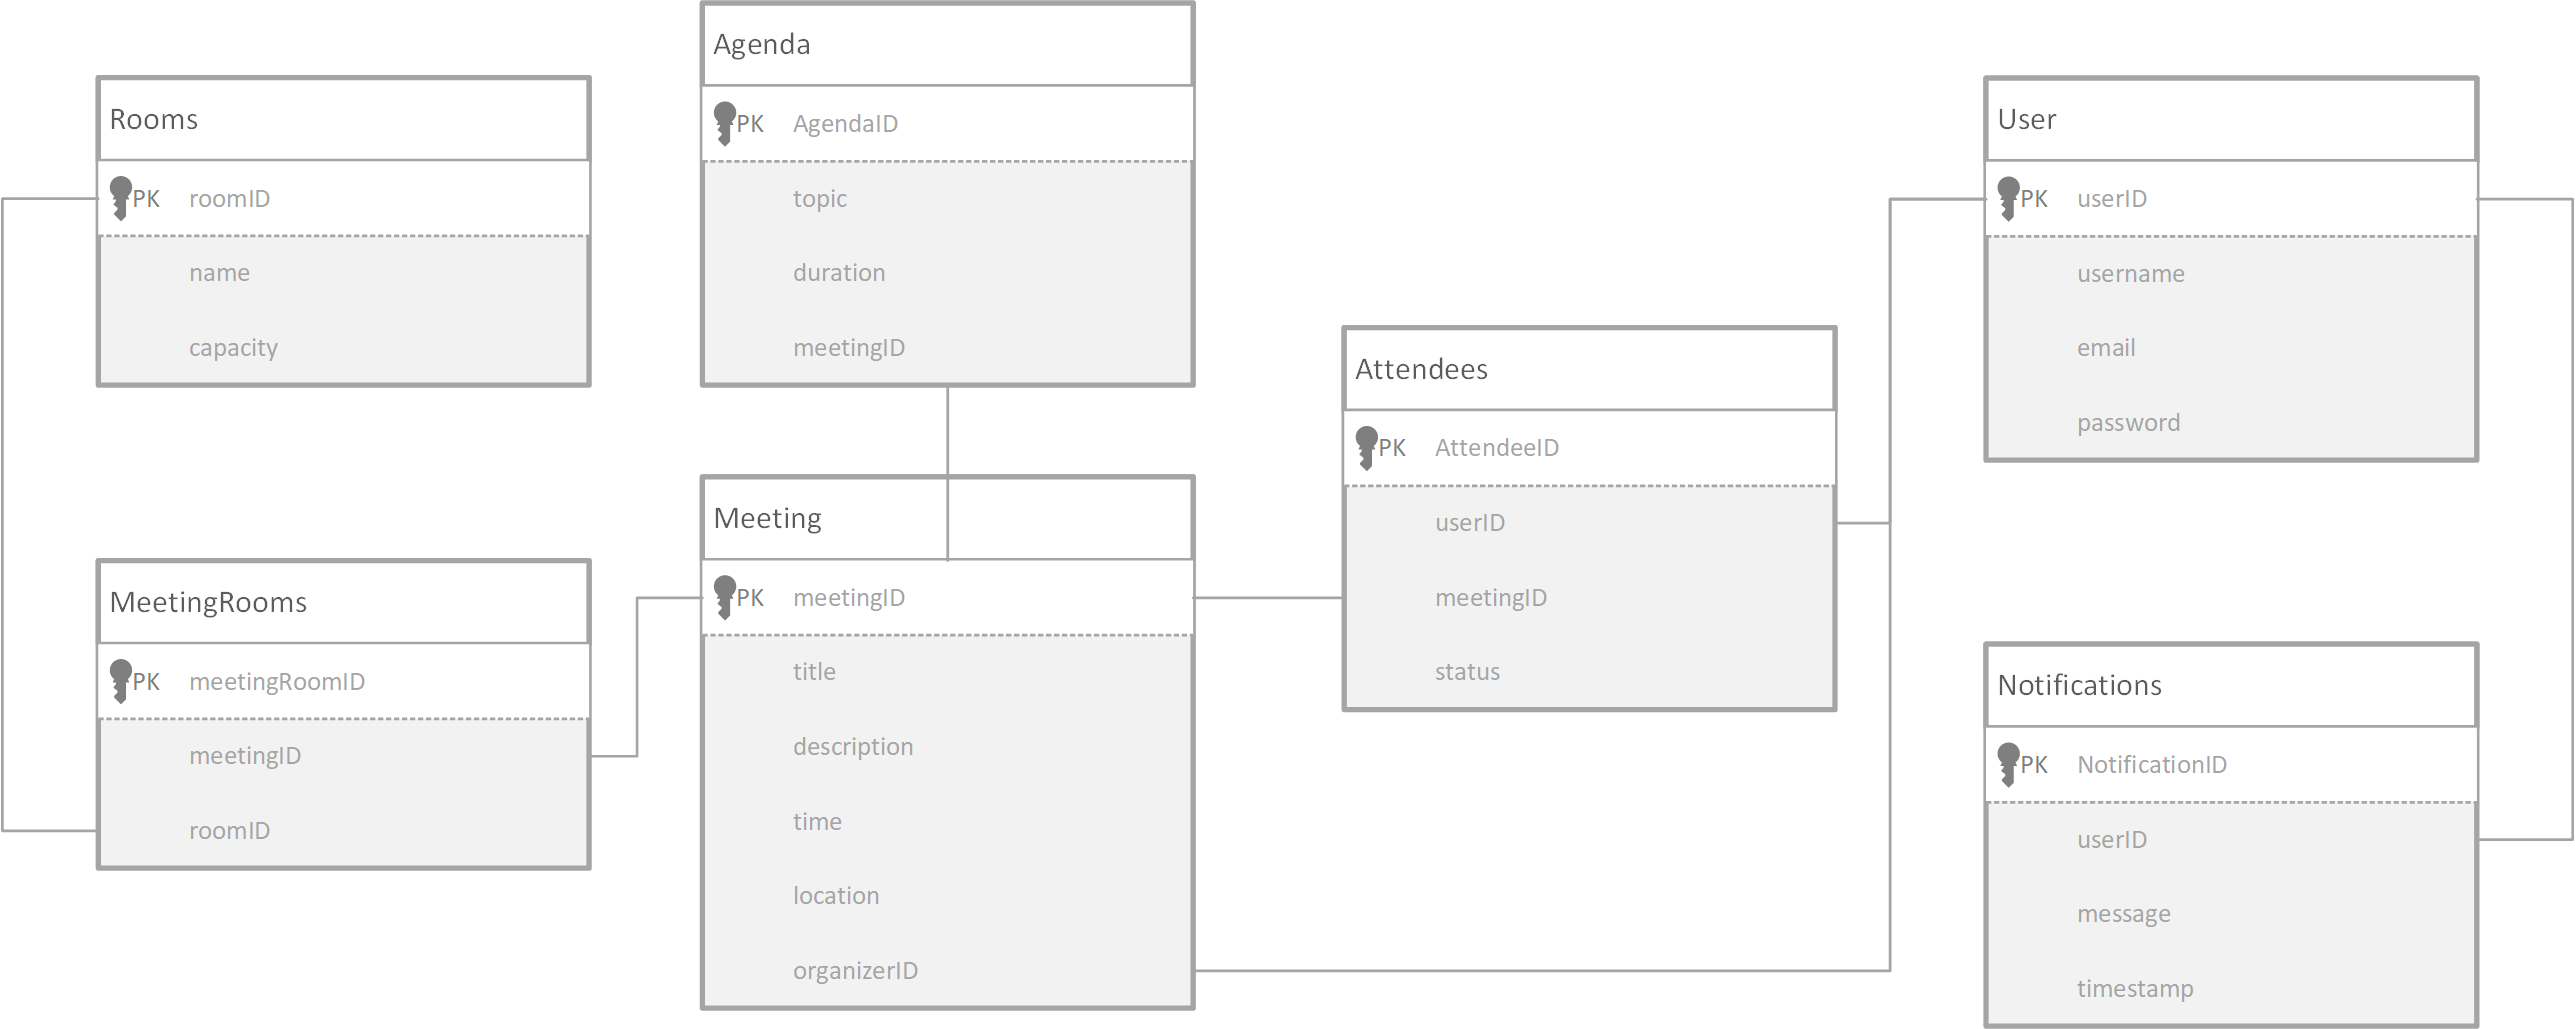 Rooms
PK roomID
name
capacity
Agenda
PK AgendaID
topic
duration
meetingID
User
PK userID
username
email
password
Attendees
PK AttendeeID
userID
meetingID
status
MeetingRooms
PK meetingRoomID
meetingID
roomID
Meeting
PK meetingID
title
description
time
location
organizerID
Notifications
PK NotificationID
userID
message
timestamp